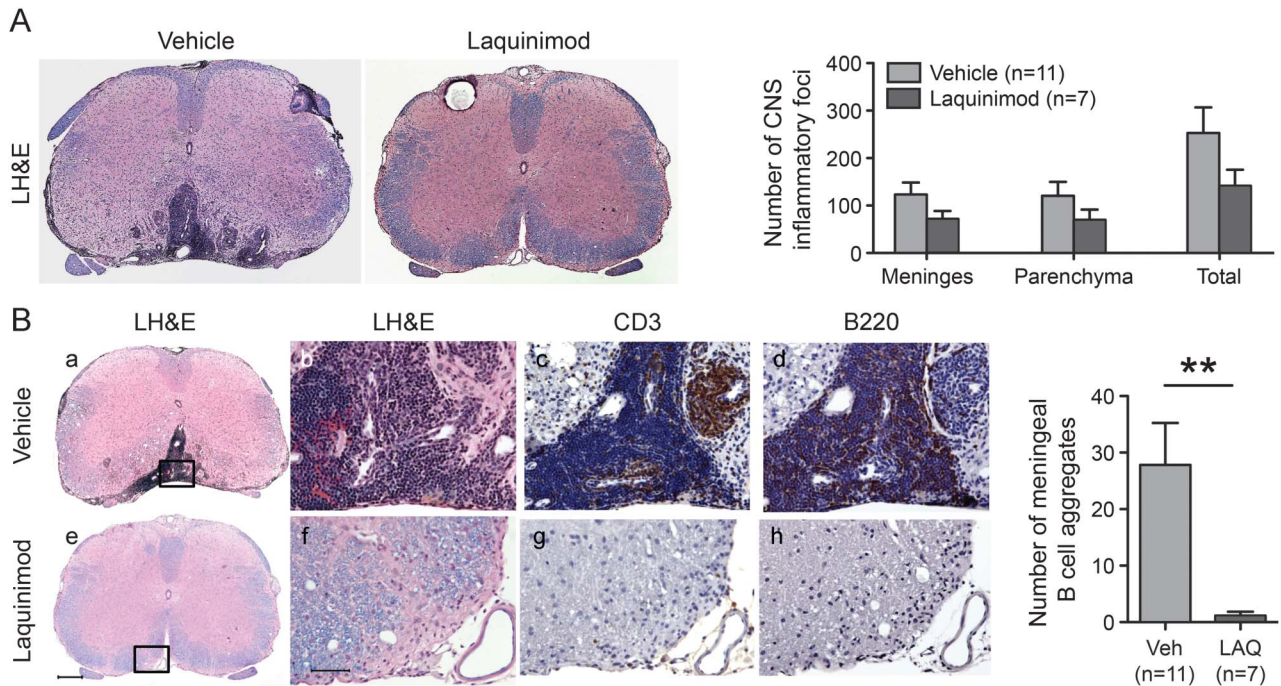 A
Vehicle
Laquinimod
LH&E
Number of CNS
inflammatory foci
400
300
200
100
0
Vehicle (n=11)
Laquinimod (n=7)
Meninges
Parenchyma
Total
B
LH&E
LH&E
CD3
B220
Vehicle
a
b
c
d
Laquinimod
e
f
g
h
**
Number of meningeal
B cell aggregates
40
30
20
10
0
Veh
(n=11)
LAQ
(n=7)